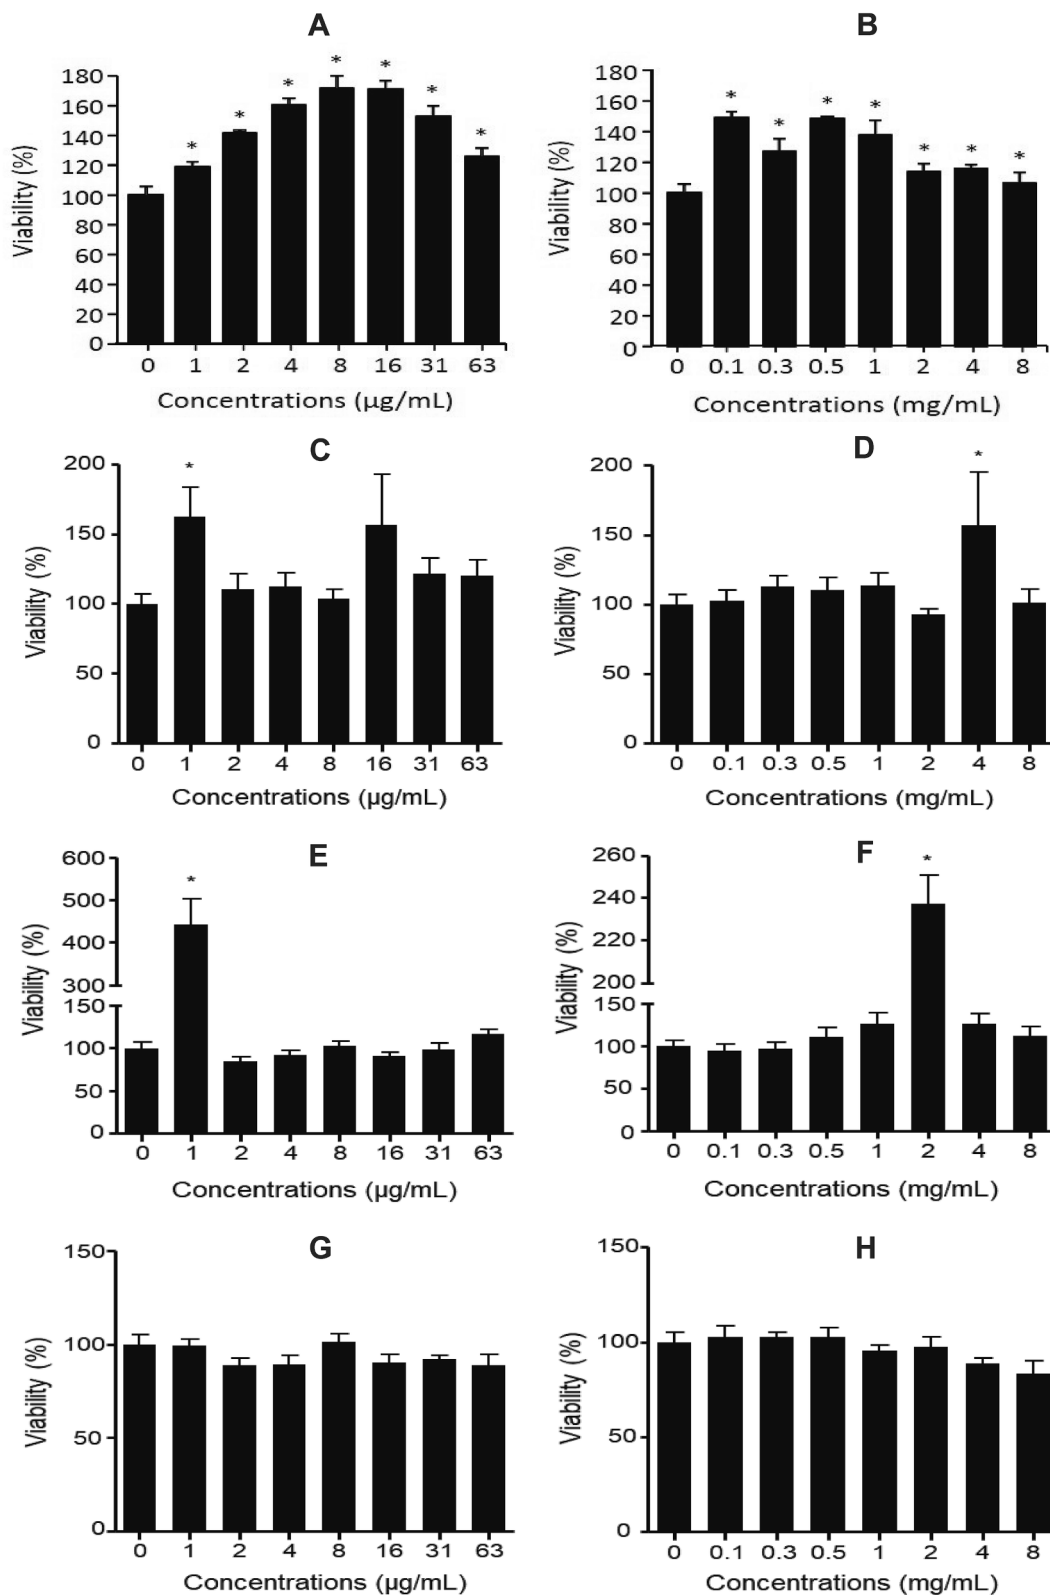 A
Viability (%)
180
160
140
120
100
80
60
40
20
0
* * * * * * *
0 1 2 4 8 16 31 63
Concentrations (µg/mL)
B
Viability (%)
180
160
140
120
100
80
60
40
20
0
* * * * * * *
0 0.1 0.3 0.5 1 2 4 8
Concentrations (mg/mL)
C
Viability (%)
200
150
100
50
0
*
0 1 2 4 8 16 31 63
Concentrations (µg/mL)
D
Viability (%)
200
150
100
50
0
*
0 0.1 0.3 0.5 1 2 4 8
Concentrations (mg/mL)
E
Viability (%)
600
500
400
300
150
100
50
0
*
0 1 2 4 8 16 31 63
Concentrations (µg/mL)
F
Viability (%)
260
240
220
200
150
100
50
0
*
0 0.1 0.3 0.5 1 2 4 8
Concentrations (mg/mL)
G
Viability (%)
150
100
50
0
0 1 2 4 8 16 31 63
Concentrations (µg/mL)
H
Viability (%)
150
100
50
0
0 0.1 0.3 0.5 1 2 4 8
Concentrations (mg/mL)